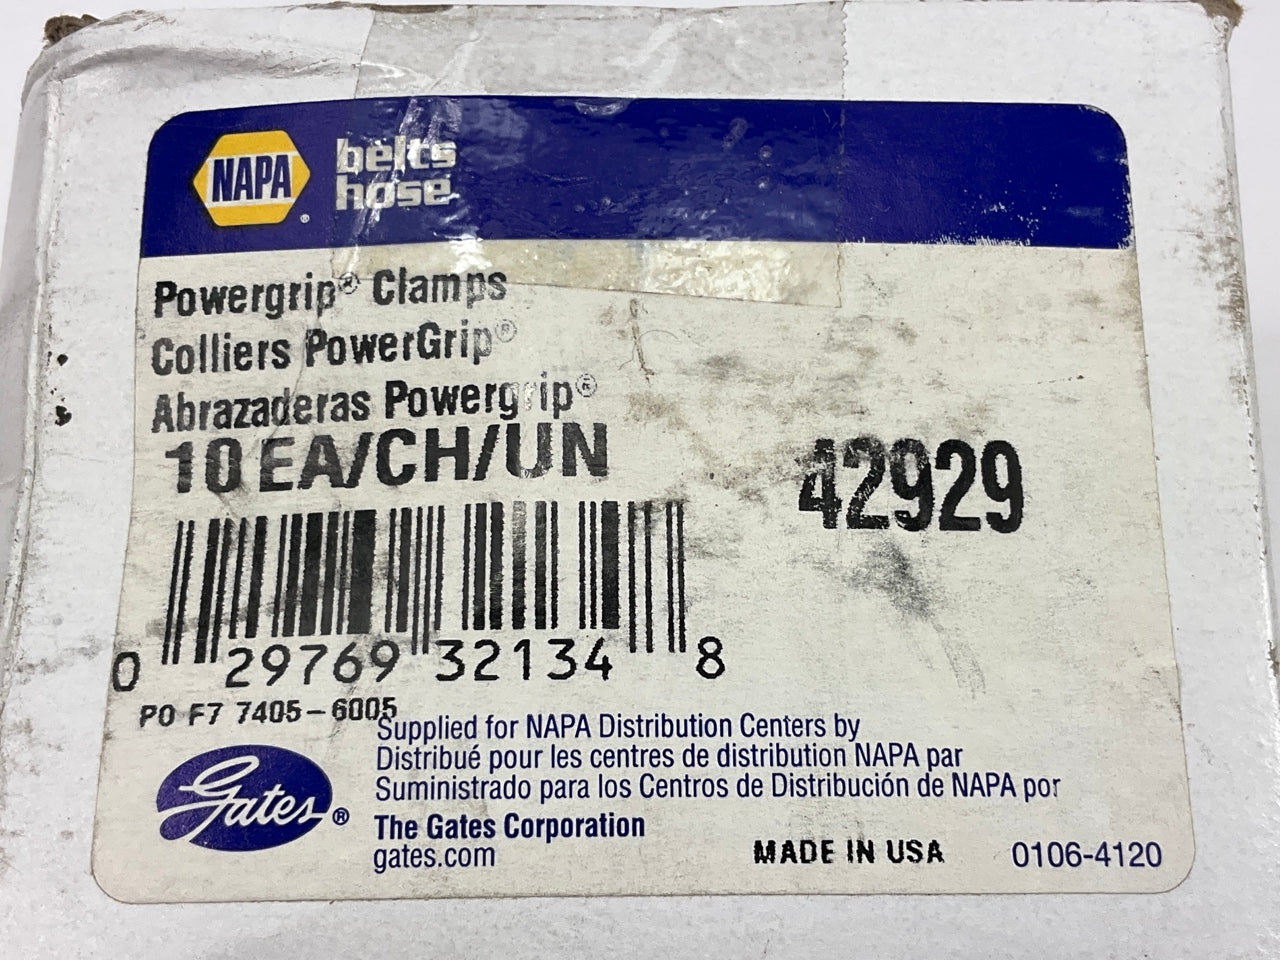 NAPA®
belts
hose
Powergrip® Clamps
Colliers PowerGrip®
Abrazaderas Powergrip®
10 EA/CH/UN
42929
0 29769 32134 8
PO F7 7405-6005
Supplied for NAPA Distribution Centers by
Distribué pour les centres de distribution NAPA par
Suministrado para los Centros de Distribución de NAPA por
Gates®
The Gates Corporation
gates.com
MADE IN USA
0106-4120